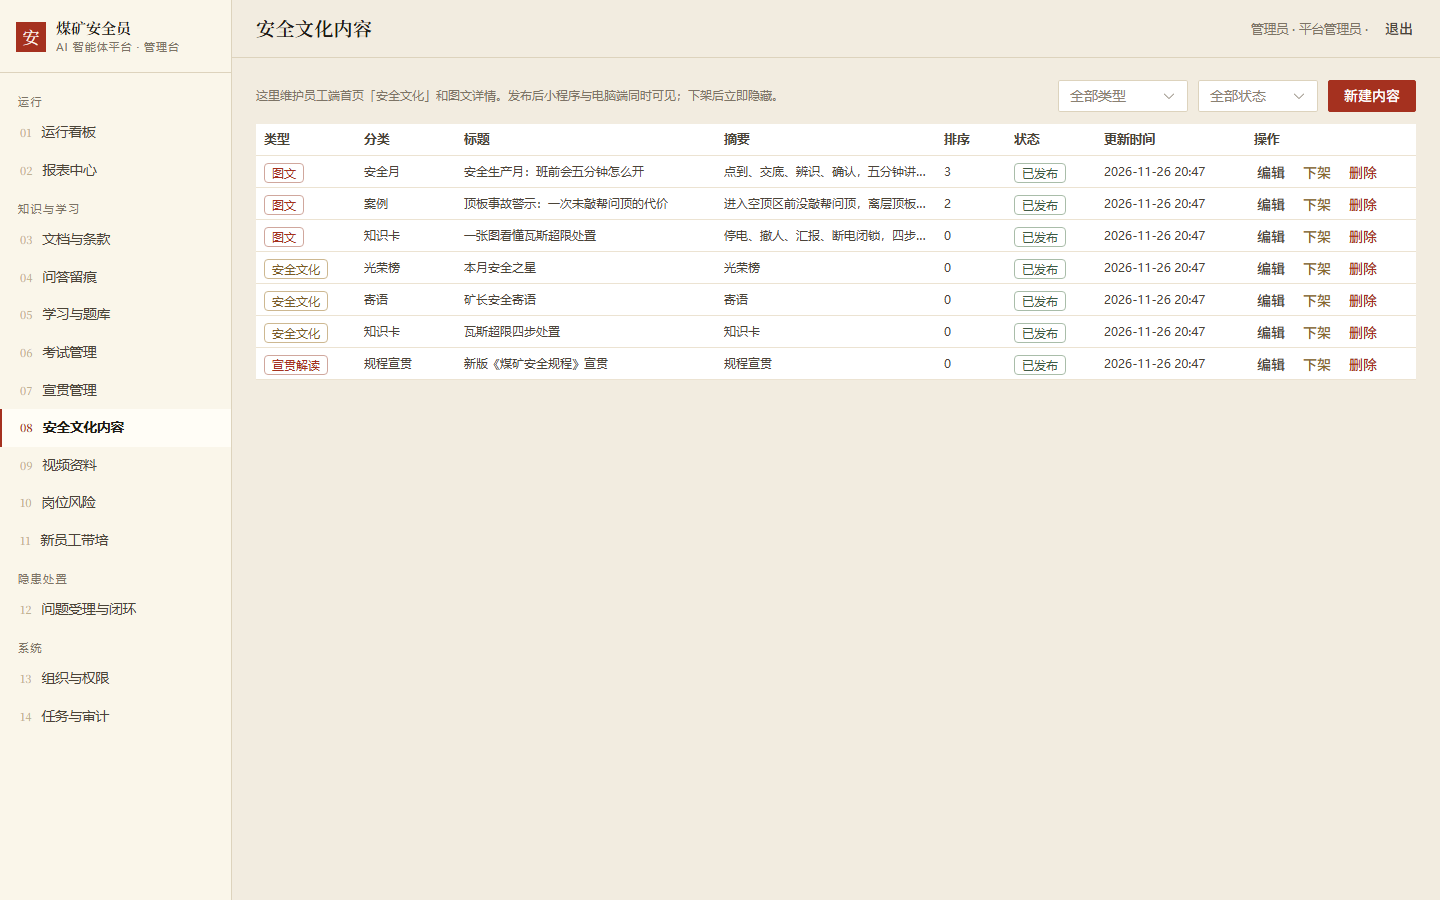 安
煤矿安全员
AI 智能体平台 · 管理台
运行
01 运行看板
02 报表中心
知识与学习
03 文档与条款
04 问答留痕
05 学习与题库
06 考试管理
07 宣贯管理
08 安全文化内容
09 视频资料
10 岗位风险
11 新员工带培
隐患处置
12 问题受理与闭环
系统
13 组织与权限
14 任务与审计
安全文化内容
管理员 · 平台管理员 · 退出
这里维护员工端首页「安全文化」和图文详情。发布后小程序与电脑端同时可见；下架后立即隐藏。
全部类型 全部状态 新建内容
类型 分类 标题 摘要 排序 状态 更新时间 操作
图文 安全月 安全生产月：班前会五分钟怎么开 点到、交底、辨识、确认，五分钟讲... 3 已发布 2026-11-26 20:47 编辑 下架 删除
图文 案例 顶板事故警示：一次未敲帮问顶的代价 进入空顶区前没敲帮问顶，离层顶板... 2 已发布 2026-11-26 20:47 编辑 下架 删除
图文 知识卡 一张图看懂瓦斯超限处置 停电、撤人、汇报、断电闭锁，四步... 0 已发布 2026-11-26 20:47 编辑 下架 删除
安全文化 光荣榜 本月安全之星 光荣榜 0 已发布 2026-11-26 20:47 编辑 下架 删除
安全文化 寄语 矿长安全寄语 寄语 0 已发布 2026-11-26 20:47 编辑 下架 删除
安全文化 知识卡 瓦斯超限四步处置 知识卡 0 已发布 2026-11-26 20:47 编辑 下架 删除
宣贯解读 规程宣贯 新版《煤矿安全规程》宣贯 规程宣贯 0 已发布 2026-11-26 20:47 编辑 下架 删除